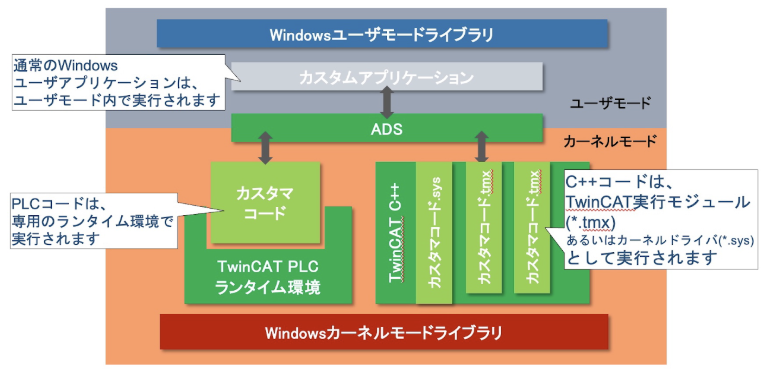 Windowsユーザモードライブラリ
通常のWindows
ユーザアプリケーションは、
ユーザモード内で実行されます
カスタムアプリケーション
ユーザモード
ADS
カーネルモード
カスタマ
コード
PLCコードは、
専用のランタイム環境で
実行されます
TwinCAT PLC
ランタイム環境
TwinCAT C++
カスタマコード.sys
カスタマコード.tmx
カスタマコード.tmx
C++コードは、
TwinCAT実行モジュール
(*.tmx)
あるいはカーネルドライバ(*.sys)
として実行されます
Windowsカーネルモードライブラリ